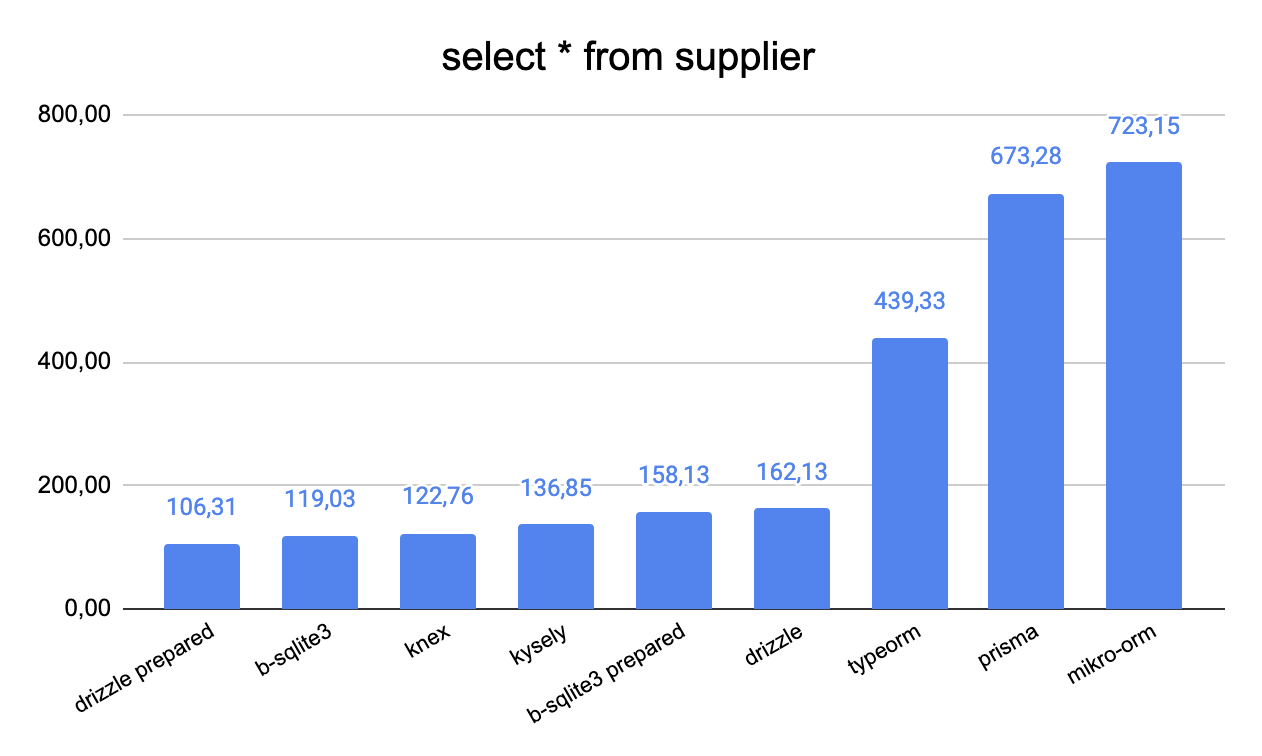 select * from supplier
800,00
600,00
400,00
200,00
0,00
106,31
119,03
122,76
136,85
158,13
162,13
439,33
673,28
723,15
drizzle prepared
b-sqlite3
knex
kysely
b-sqlite3 prepared
drizzle
typeorm
prisma
mikro-orm